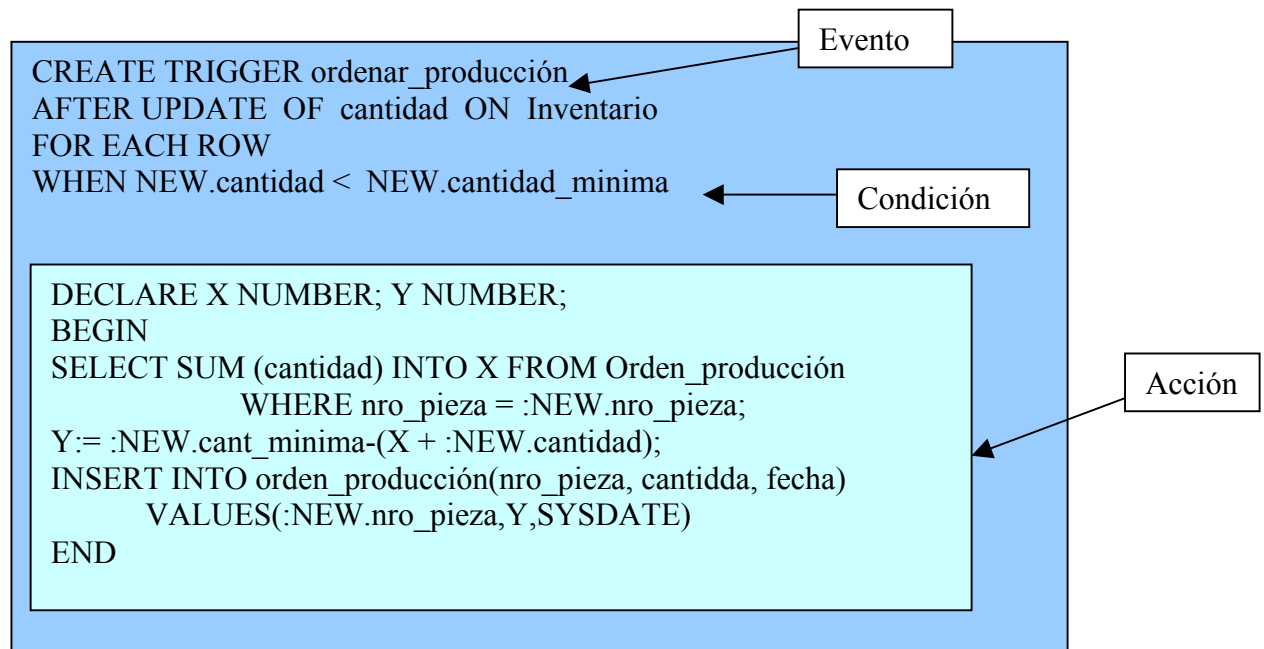 Evento
CREATE TRIGGER ordenar_producción
AFTER UPDATE OF cantidad ON Inventario
FOR EACH ROW
WHEN NEW.cantidad < NEW.cantidad_minima
Condición
DECLARE X NUMBER; Y NUMBER;
BEGIN
SELECT SUM (cantidad) INTO X FROM Orden_producción
WHERE nro_pieza = :NEW.nro_pieza;
Y:= :NEW.cant_minima-(X + :NEW.cantidad);
INSERT INTO orden_producción(nro_pieza, cantidda, fecha)
VALUES(:NEW.nro_pieza,Y,SYSDATE)
END
Acción